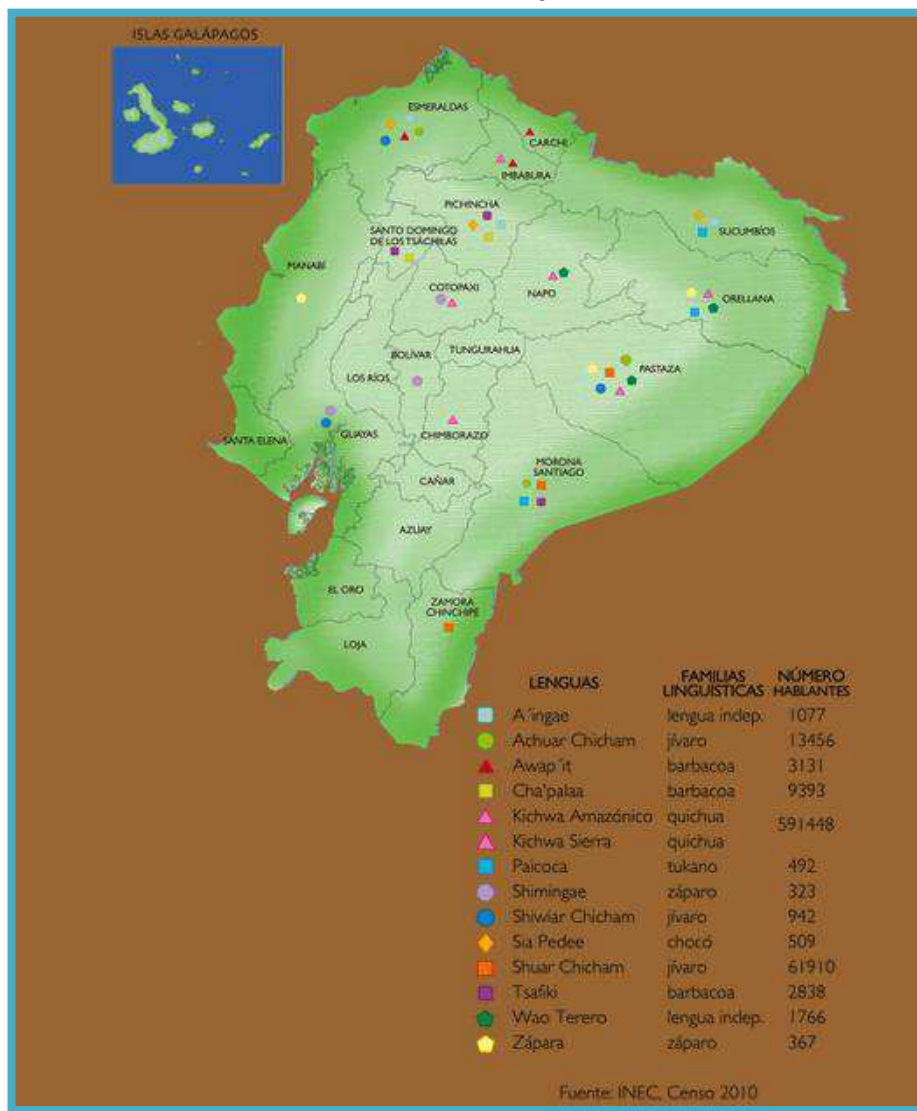 ISLAS GALÁPAGOS
ESMERALDAS
CARCHI
IMBABURA
PICHINCHA
SANTO DOMINGO
DE LOS TSÁCHILAS
SUCUMBÍOS
MANABÍ
COTOPAXI
NAPO
ORELLANA
BOLÍVAR
TUNGURAHUA
LOS RÍOS
PASTAZA
SANTA ELENA
GUAYAS
CHIMBORAZO
MORONA
SANTIAGO
CAÑAR
AZUAY
EL ORO
ZAMORA
CHINCHIPE
LOJA
LENGUAS FAMILIAS LINGUISTICAS NÚMERO HABLANTES
A´ingae lengua indep. 1077
Achuar Chicham jívaro 13456
Awap´it barbacoa 3131
Cha'palaa barbacoa 9393
Kichwa Amazónico quichua 591448
Kichwa Sierra quichua
Paicoca tukano 492
Shimingae záparo 323
Shiwiar Chicham jívaro 942
Sia Pedee chocó 509
Shuar Chicham jívaro 61910
Tsafiki barbacoa 2838
Wao Terero lengua indep. 1766
Zápara záparo 367
Fuente: INEC, Censo 2010